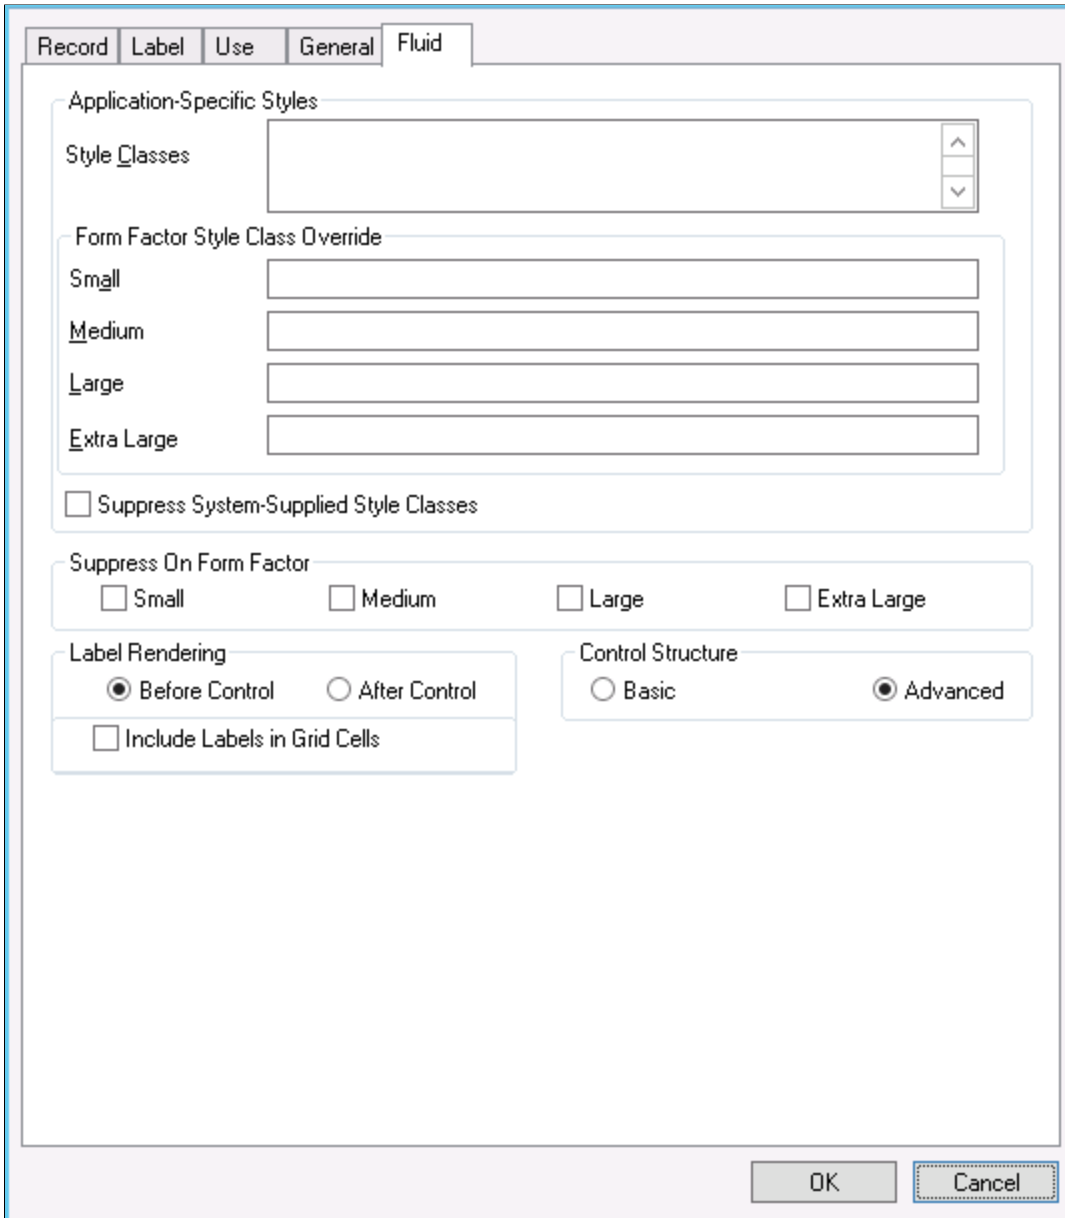 Record Label Use General Fluid
Application-Specific Styles
Style Classes
Form Factor Style Class Override
Small
Medium
Large
Extra Large
Suppress System-Supplied Style Classes
Suppress On Form Factor
Small Medium Large Extra Large
Label Rendering Control Structure
Before Control After Control Basic Advanced
Include Labels in Grid Cells
OK Cancel